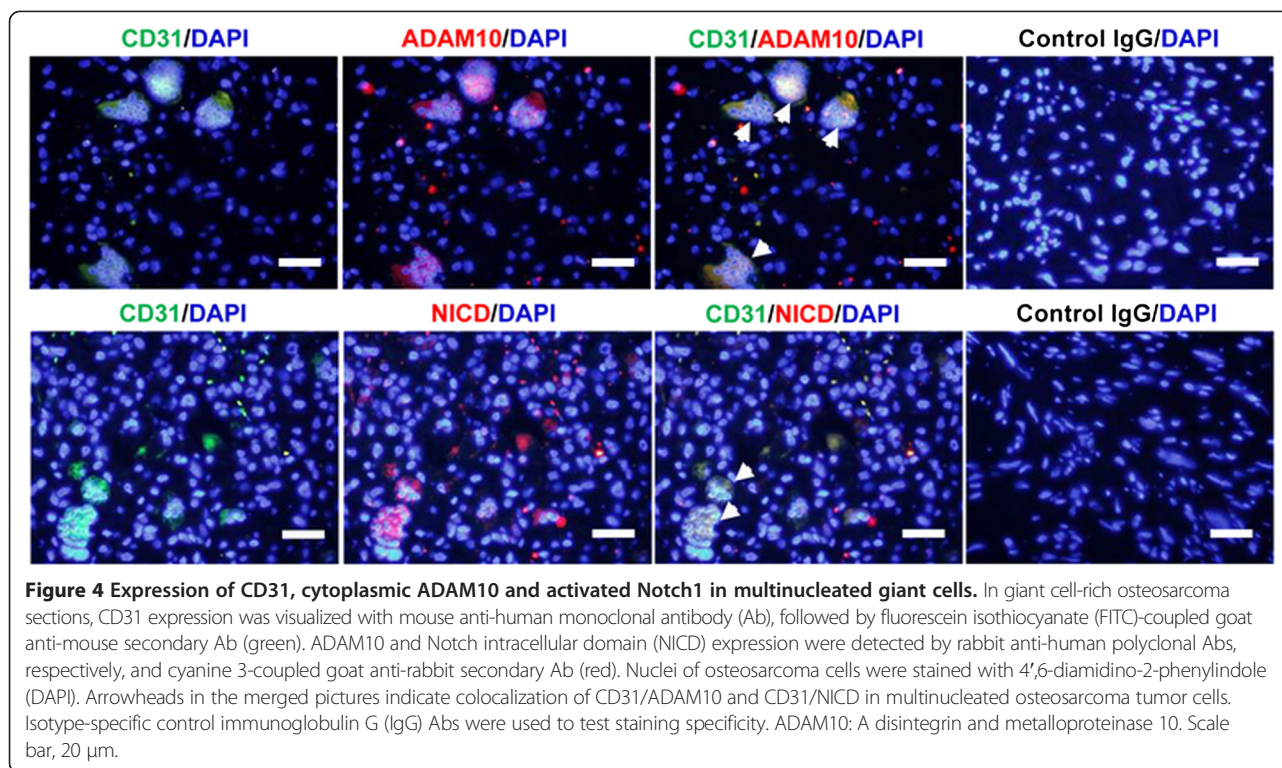 CD31/DAPI ADAM10/DAPI CD31/ADAM10/DAPI Control IgG/DAPI
CD31/DAPI NICD/DAPI CD31/NICD/DAPI Control IgG/DAPI
Figure 4 Expression of CD31, cytoplasmic ADAM10 and activated Notch1 in multinucleated giant cells. In giant cell-rich osteosarcoma
sections, CD31 expression was visualized with mouse anti-human monoclonal antibody (Ab), followed by fluorescein isothiocyanate (FITC)-coupled goat
anti-mouse secondary Ab (green). ADAM10 and Notch intracellular domain (NICD) expression were detected by rabbit anti-human polyclonal Abs,
respectively, and cyanine 3-coupled goat anti-rabbit secondary Ab (red). Nuclei of osteosarcoma cells were stained with 4′,6-diamidino-2-phenylindole
(DAPI). Arrowheads in the merged pictures indicate colocalization of CD31/ADAM10 and CD31/NICD in multinucleated osteosarcoma tumor cells.
Isotype-specific control immunoglobulin G (IgG) Abs were used to test staining specificity. ADAM10: A disintegrin and metalloproteinase 10. Scale
bar, 20 μm.